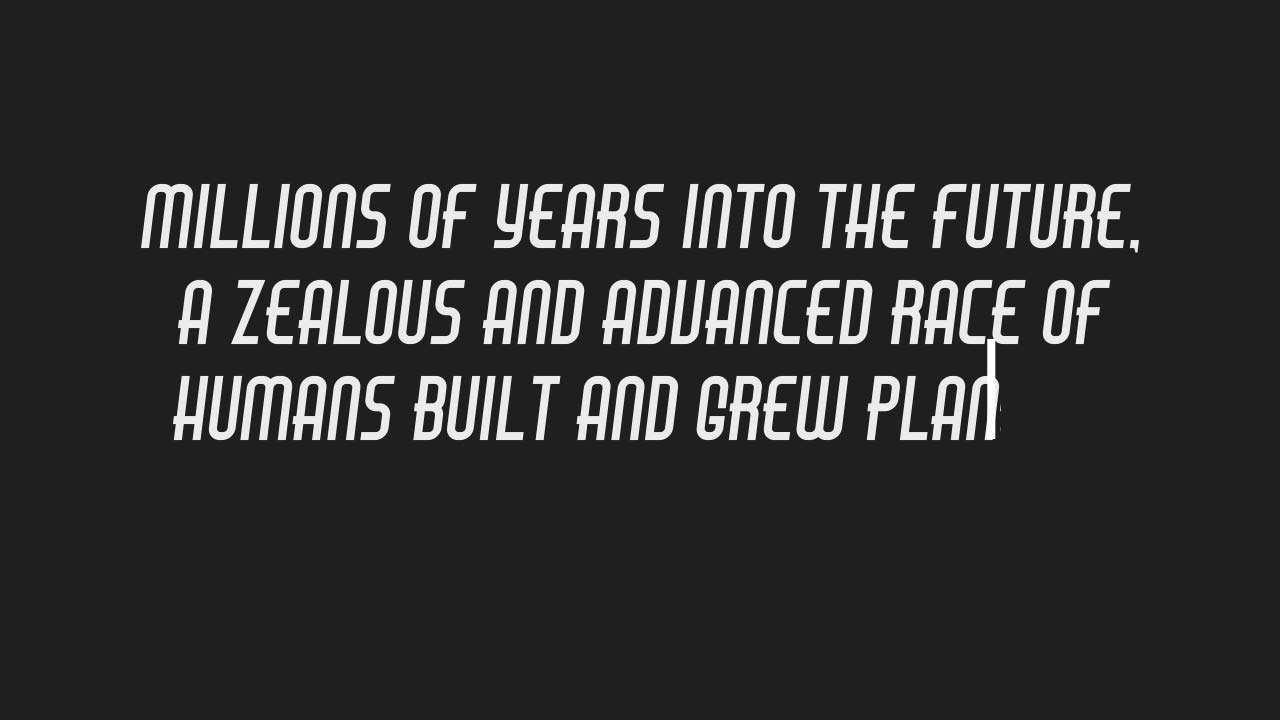 MILLIONS OF YEARS INTO THE FUTURE,
A ZEALOUS AND ADVANCED RACE OF
HUMANS BUILT AND GREW PLAN